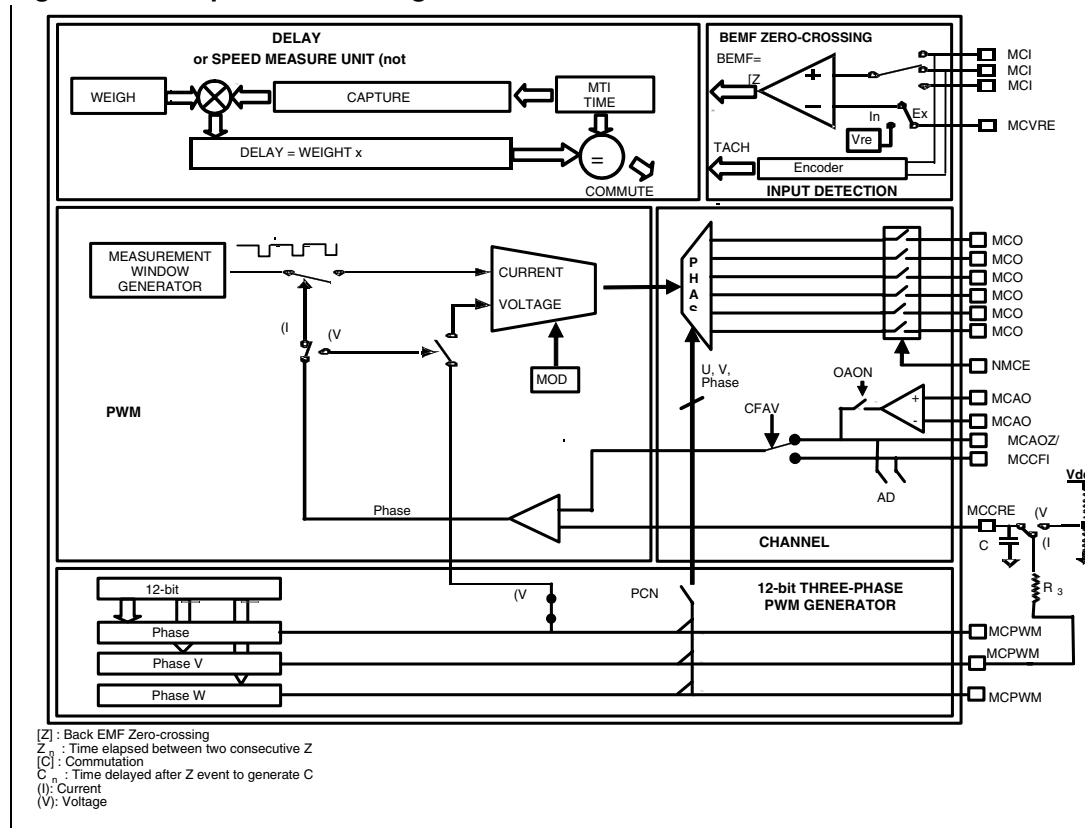 DELAY
or SPEED MEASURE UNIT (not
WEIGH
CAPTURE
MTI
TIME
DELAY = WEIGHT x
=
COMMUTE
BEMF ZERO-CROSSING
BEMF=
[Z
+
–
In
Ex
Vre
TACH
Encoder
INPUT DETECTION
MCI
MCI
MCI
MCVRE
MEASUREMENT
WINDOW
GENERATOR
CURRENT
VOLTAGE
(I
(V
MOD
PWM
Phase
P
H
A
S
U, V,
Phase
OAON
CFAV
+
-
AD
CHANNEL
MCO
MCO
MCO
MCO
MCO
MCO
NMCE
MCAO
MCAO
MCAOZ/
MCCFI
MCCRE
C
(V
(I
Vdd
R 3
12-bit
Phase
Phase V
Phase W
(V
PCN
12-bit THREE-PHASE
PWM GENERATOR
MCPWM
MCPWM
MCPWM
[Z] : Back EMF Zero-crossing
Z n : Time elapsed between two consecutive Z
[C] : Commutation
C n : Time delayed after Z event to generate C
(I): Current
(V): Voltage